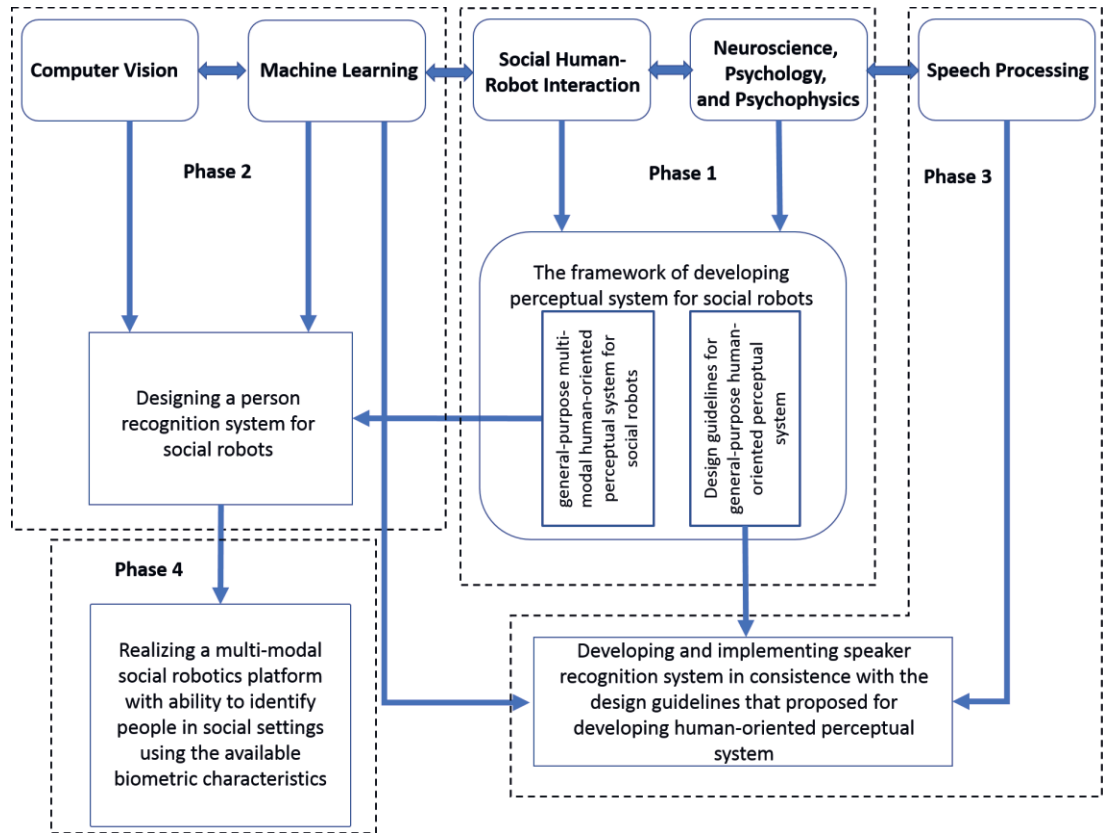 Computer Vision
Machine Learning
Social Human-
Robot Interaction
Neuroscience,
Psychology,
and Psychophysics
Speech Processing
Phase 2
Phase 1
Phase 3
The framework of developing
perceptual system for social robots
general-purpose multi-
modal human-oriented
perceptual system for
social robots
Design guidelines for
general-purpose human-
oriented perceptual
system
Designing a person
recognition system for
social robots
Phase 4
Realizing a multi-modal
social robotics platform
with ability to identify
people in social settings
using the available
biometric characteristics
Developing and implementing speaker
recognition system in consistence with the
design guidelines that proposed for
developing human-oriented perceptual
system